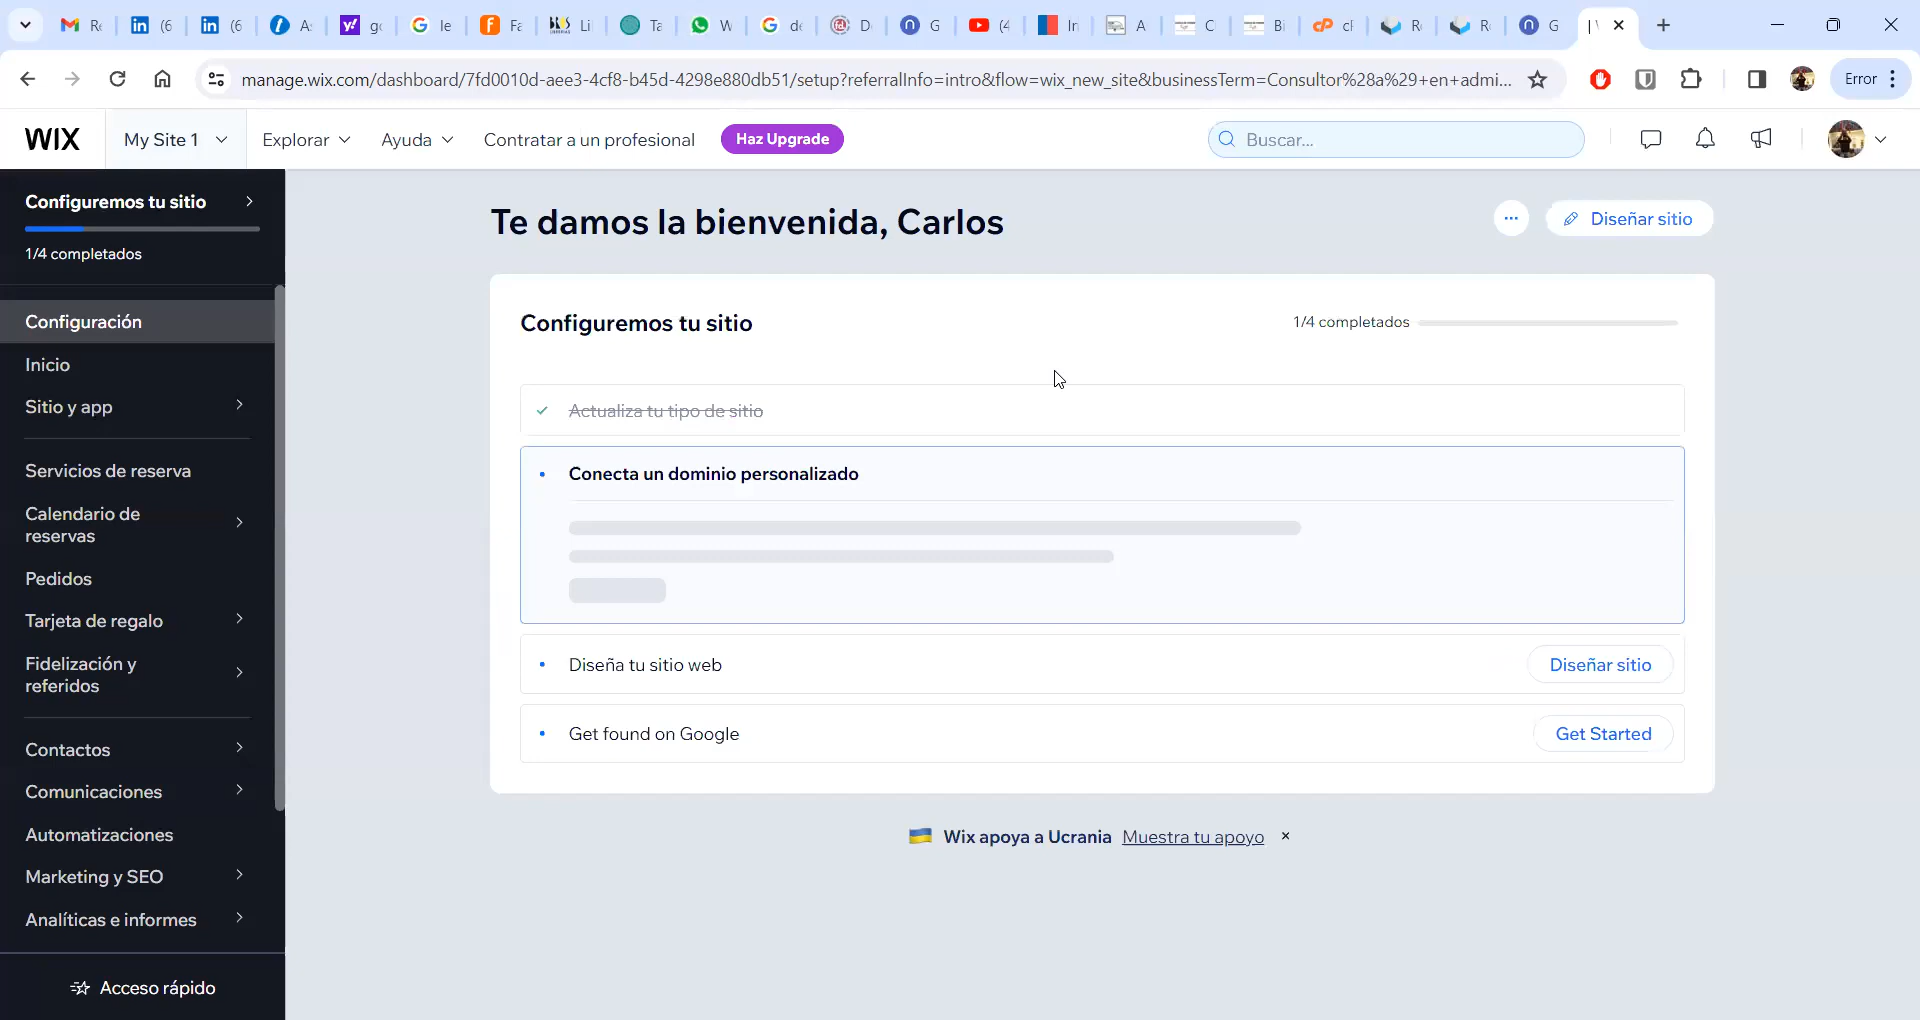 manage.wix.com/dashboard/7fd0010d-aee3-4cf8-b45d-4298e880db51/setup?referralInfo=intro&flow=wix_new_site&businessTerm=Consultor%28a%29+en+admi...
Error
WIX
My Site 1
Explorar
Ayuda
Contratar a un profesional
Haz Upgrade
Buscar...
Configuremos tu sitio
1/4 completados
Configuración
Inicio
Sitio y app
Servicios de reserva
Calendario de
reservas
Pedidos
Tarjeta de regalo
Fidelización y
referidos
Contactos
Comunicaciones
Automatizaciones
Marketing y SEO
Analíticas e informes
Acceso rápido
Te damos la bienvenida, Carlos
...
Diseñar sitio
Configuremos tu sitio
1/4 completados
Actualiza tu tipo de sitio
Conecta un dominio personalizado
Diseña tu sitio web
Diseñar sitio
Get found on Google
Get Started
Wix apoya a Ucrania Muestra tu apoyo